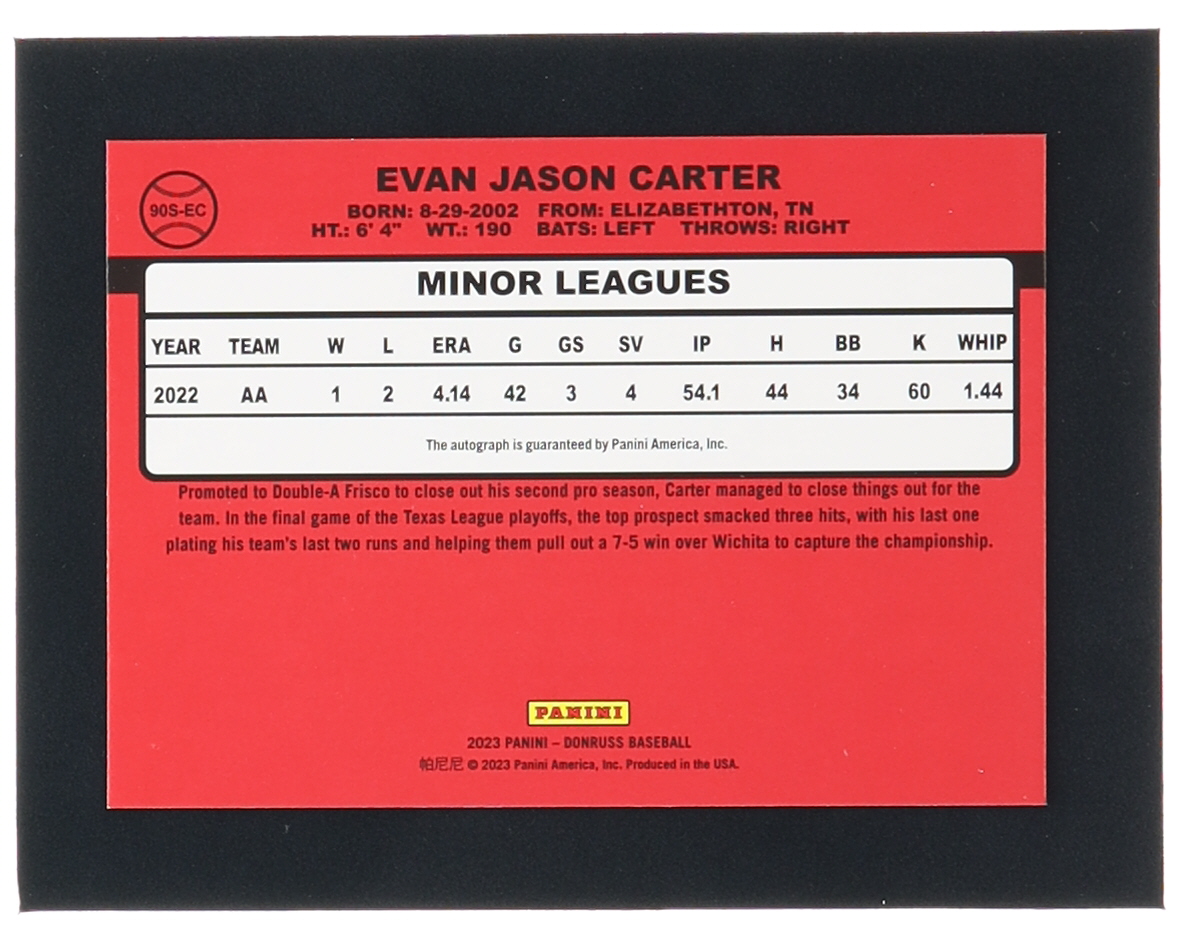 90S-EC
EVAN JASON CARTER
BORN: 8-29-2002 FROM: ELIZABETHTON, TN
HT.: 6' 4" WT.: 190 BATS: LEFT THROWS: RIGHT
MINOR LEAGUES
YEAR TEAM W L ERA G GS SV IP H BB K WHIP
2022 AA 1 2 4.14 42 3 4 54.1 44 34 60 1.44
The autograph is guaranteed by Panini America, Inc.
Promoted to Double-A Frisco to close out his second pro season, Carter managed to close things out for the
team. In the final game of the Texas League playoffs, the top prospect smacked three hits, with his last one
plating his team's last two runs and helping them pull out a 7-5 win over Wichita to capture the championship.
PANINI
2023 PANINI – DONRUSS BASEBALL
帕尼尼 © 2023 Panini America, Inc. Produced in the USA.